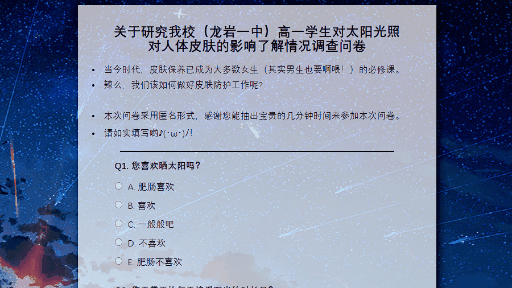 关于研究我校（龙岩一中）高一学生对太阳光照
对人体皮肤的影响了解情况调查问卷
当今时代，皮肤保养已成为大多数女生（其实男生也要啊喂！）的必修课。
那么，我们该如何做好皮肤防护工作呢？
本次问卷采用匿名形式，感谢您能抽出宝贵的几分钟时间来参加本次问卷。
请如实填写哟♪(･ω･)ﾉ！
Q1. 您喜欢晒太阳吗？
A. 肥肠喜欢
B. 喜欢
C. 一般般吧
D. 不喜欢
E. 肥肠不喜欢